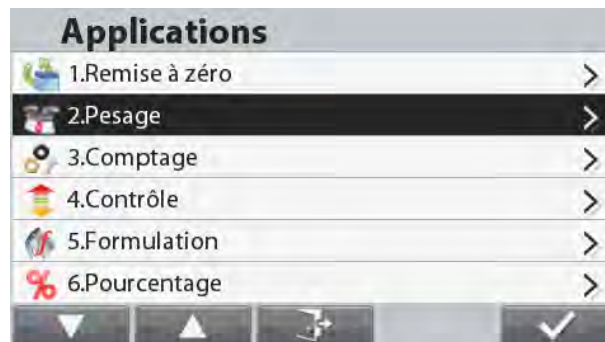 Applications
1.Remise à zéro
2.Pesage
3.Comptage
4.Contrôle
5.Formulation
6.Pourcentage